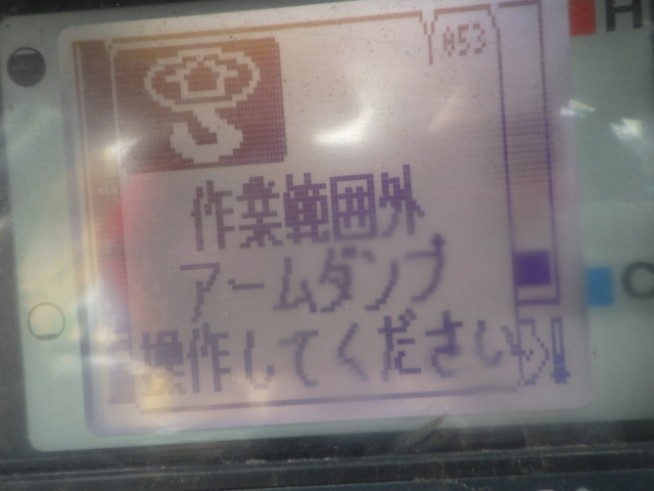 053
作業範囲外
アームダンプ
操作してください
H
C